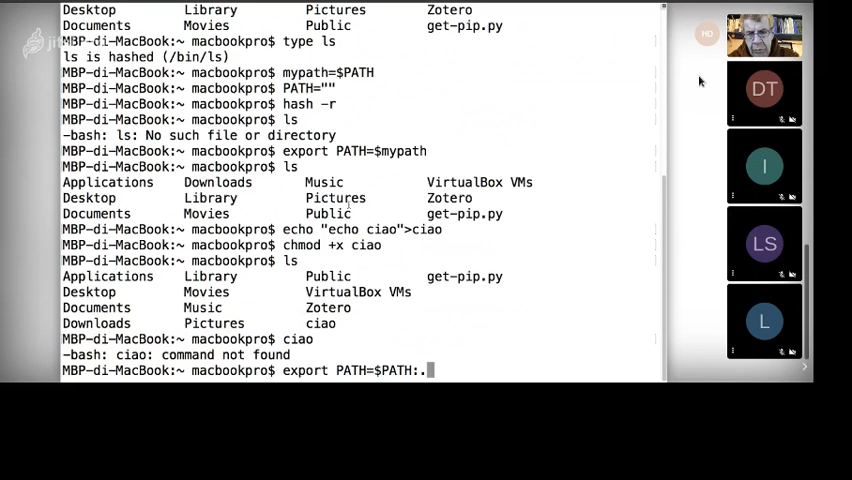 Desktop Library Pictures Zotero
Documents Movies Public get-pip.py
MBP-di-MacBook:~ macbookpro$ type ls
ls is hashed (/bin/ls)
MBP-di-MacBook:~ macbookpro$ mypath=$PATH
MBP-di-MacBook:~ macbookpro$ PATH=""
MBP-di-MacBook:~ macbookpro$ hash -r
MBP-di-MacBook:~ macbookpro$ ls
-bash: ls: No such file or directory
MBP-di-MacBook:~ macbookpro$ export PATH=$mypath
MBP-di-MacBook:~ macbookpro$ ls
Applications Downloads Music VirtualBox VMs
Desktop Library Pictures Zotero
Documents Movies Public get-pip.py
MBP-di-MacBook:~ macbookpro$ echo "echo ciao">ciao
MBP-di-MacBook:~ macbookpro$ chmod +x ciao
MBP-di-MacBook:~ macbookpro$ ls
Applications Library Public get-pip.py
Desktop Movies VirtualBox VMs
Documents Music Zotero
Downloads Pictures ciao
MBP-di-MacBook:~ macbookpro$ ciao
-bash: ciao: command not found
MBP-di-MacBook:~ macbookpro$ export PATH=$PATH:.
HD
DT
I
LS
L